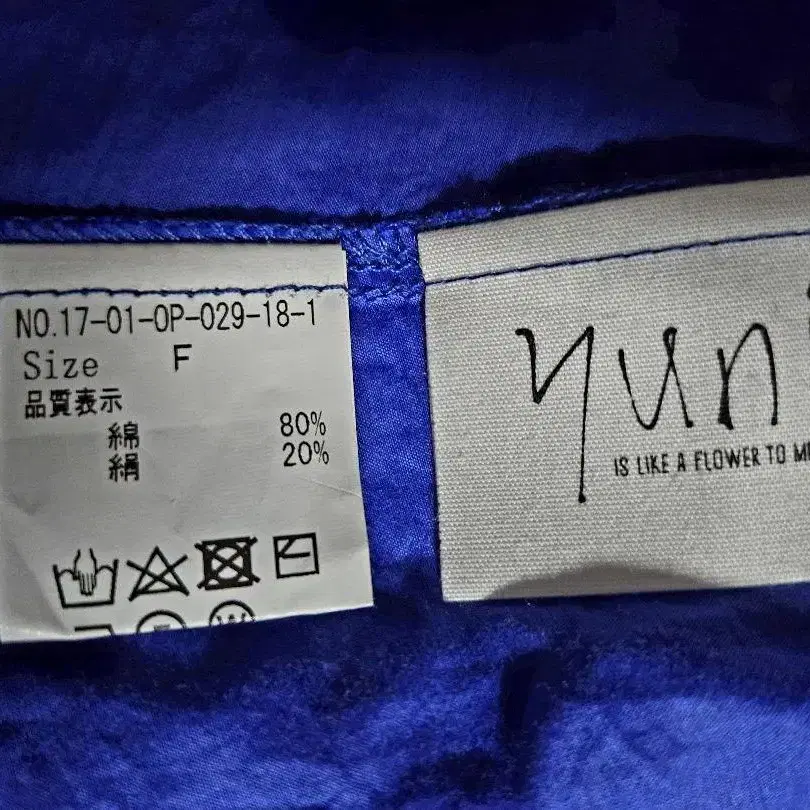 NO.17-01-OP-029-18-1
Size F
品質表示
綿 80%
絹 20%
yuni
IS LIKE A FLOWER TO